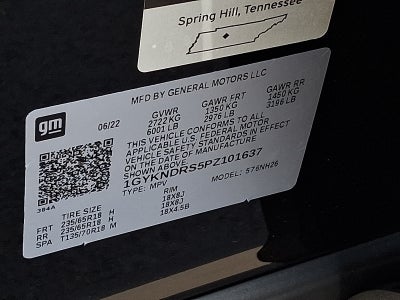 Spring Hill, Tennessee
gm
MFD BY GENERAL MOTORS LLC
06/22
GVWR GAWR FRT GAWR RR
2722 KG 1350 KG 1450 KG
6001 LB 2976 LB 3196 LB
THIS VEHICLE CONFORMS TO ALL
APPLICABLE U.S. FEDERAL MOTOR
VEHICLE SAFETY STANDARDS IN EFFECT
ON THE DATE OF MANUFACTURE
SHOWN ABOVE.
1GYKNDRS5PZ101637
TYPE: MPV MODEL: 576NH26
384A
TIRE SIZE RIM
FRT 235/65R18 H 18X8J
RR 235/65R18 H 18X8J
SPA T135/70R18 M 18X4.5B